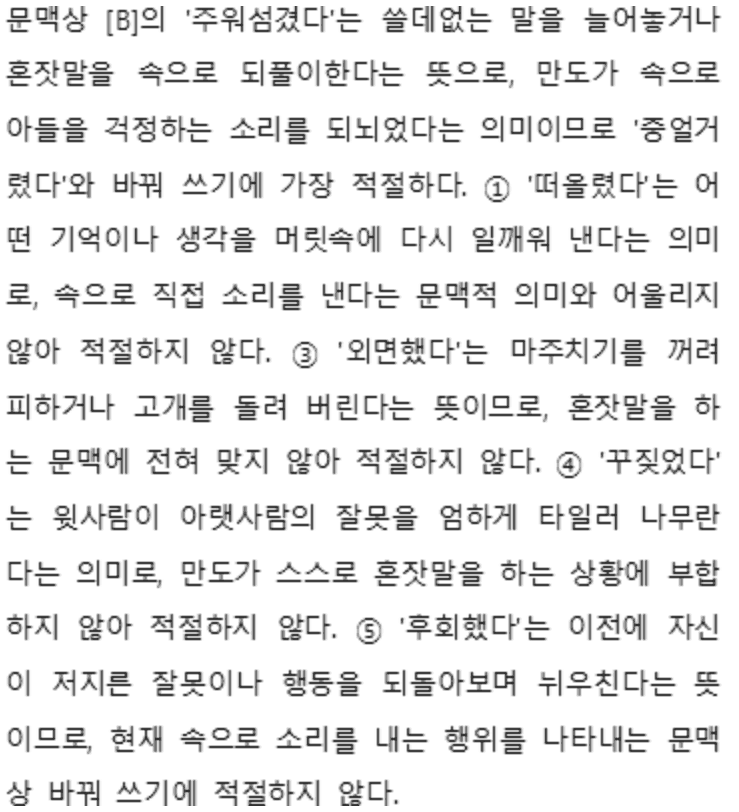 문맥상 [B]의 '주워섬겼다'는 쓸데없는 말을 늘어놓거나
혼잣말을 속으로 되풀이한다는 뜻으로, 만도가 속으로
아들을 걱정하는 소리를 되뇌었다는 의미이므로 '중얼거
렸다'와 바꿔 쓰기에 가장 적절하다. ① '떠올렸다'는 어
떤 기억이나 생각을 머릿속에 다시 일깨워 낸다는 의미
로, 속으로 직접 소리를 낸다는 문맥적 의미와 어울리지
않아 적절하지 않다. ③ '외면했다'는 마주치기를 꺼려
피하거나 고개를 돌려 버린다는 뜻이므로, 혼잣말을 하
는 문맥에 전혀 맞지 않아 적절하지 않다. ④ '꾸짖었다'
는 윗사람이 아랫사람의 잘못을 엄하게 타일러 나무란
다는 의미로, 만도가 스스로 혼잣말을 하는 상황에 부합
하지 않아 적절하지 않다. ⑤ '후회했다'는 이전에 자신
이 저지른 잘못이나 행동을 되돌아보며 뉘우친다는 뜻
이므로, 현재 속으로 소리를 내는 행위를 나타내는 문맥
상 바꿔 쓰기에 적절하지 않다.